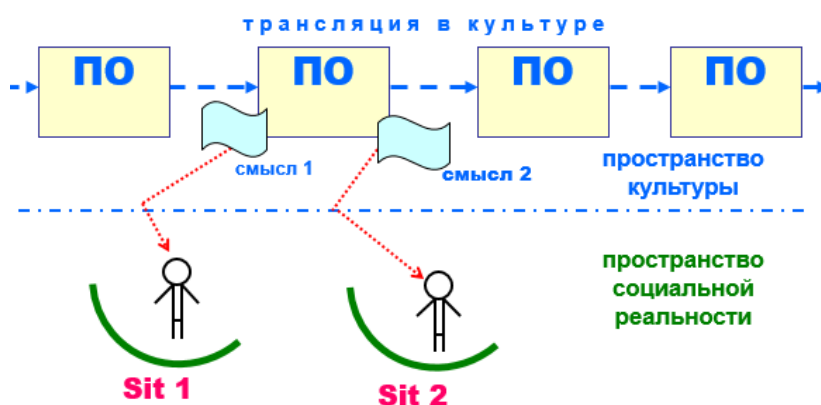 трансляция в культуре
ПО ПО ПО ПО
смысл 1
смысл 2
пространство
культуры
пространство
социальной
реальности
Sit 1
Sit 2